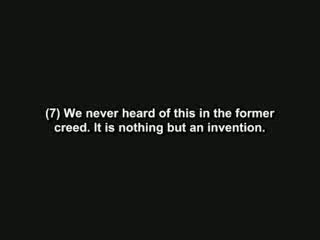 (7) We never heard of this in the former
creed. It is nothing but an invention.